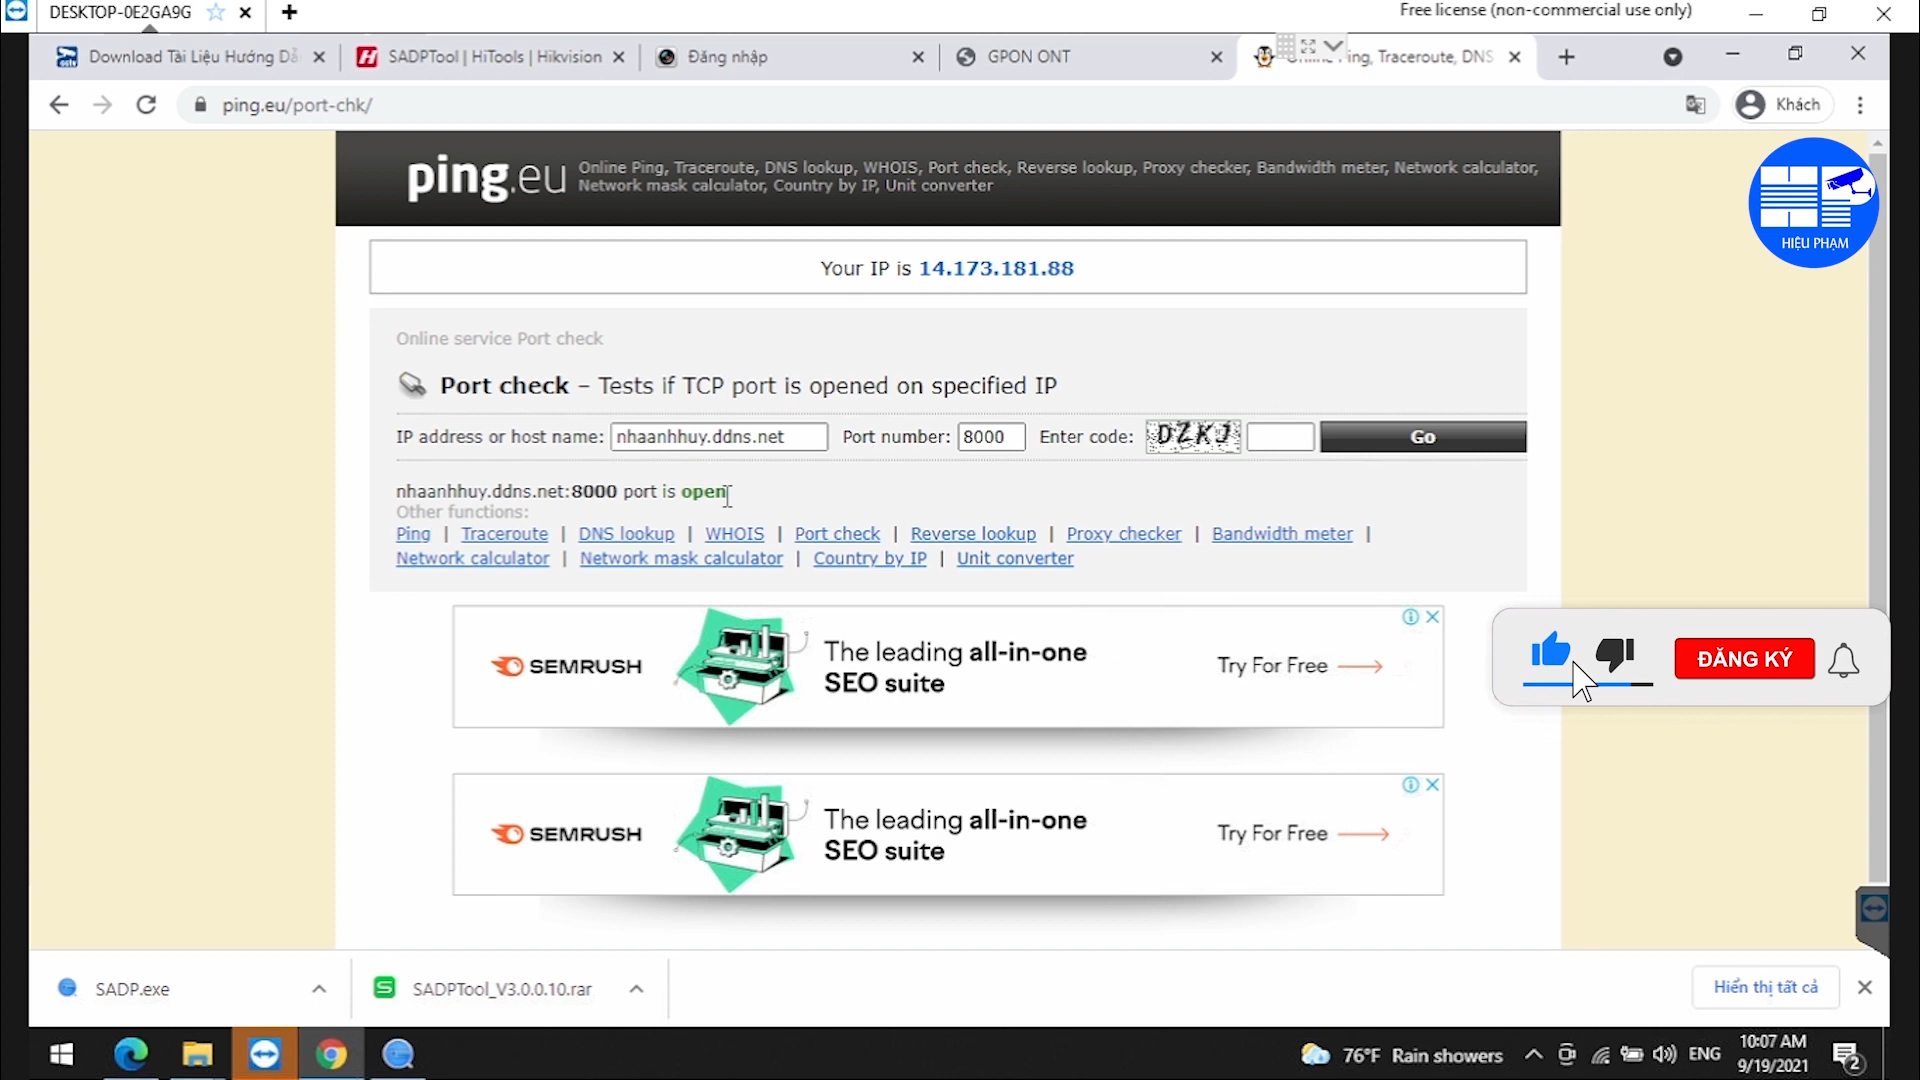 DESKTOP-0E2GA9G
Free license (non-commercial use only)
Download Tài Liệu Hướng Dẫ
SADPTool | HiTools | Hikvision
Đăng nhập
GPON ONT
Ping, Traceroute, DNS
ping.eu/port-chk/
Khách
ping.eu
Online Ping, Traceroute, DNS lookup, WHOIS, Port check, Reverse lookup, Proxy checker, Bandwidth meter, Network calculator,
Network mask calculator, Country by IP, Unit converter
HIỆU PHẠM
Your IP is 14.173.181.88
Online service Port check
Port check – Tests if TCP port is opened on specified IP
IP address or host name: nhaanhhuy.ddns.net Port number: 8000 Enter code: DZKJ Go
nhaanhhuy.ddns.net:8000 port is open
Other functions:
Ping | Traceroute | DNS lookup | WHOIS | Port check | Reverse lookup | Proxy checker | Bandwidth meter |
Network calculator | Network mask calculator | Country by IP | Unit converter
SEMRUSH
The leading all-in-one
SEO suite
Try For Free
ĐĂNG KÝ
SEMRUSH
The leading all-in-one
SEO suite
Try For Free
SADP.exe
SADPTool_V3.0.0.10.rar
Hiển thị tất cả
76°F Rain showers
ENG
10:07 AM
9/19/2021
2